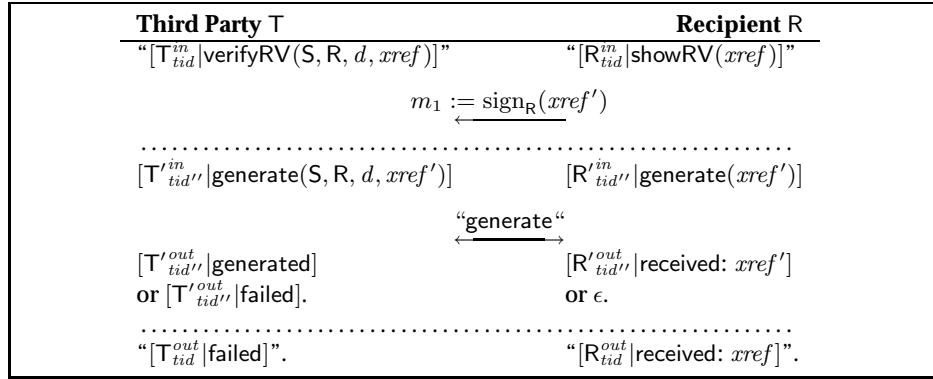 Third Party T Recipient R
“[T^{in}_{tid}|verifyRV(S, R, d, xref)]” “[R^{in}_{tid}|showRV(xref)]”
m_1 := sign_R(xref′)
←
....................................................................
[T′^{in}_{tid′′}|generate(S, R, d, xref′)] [R′^{in}_{tid′′}|generate(xref′)]
“generate“
↔
[T′^{out}_{tid′′}|generated] [R′^{out}_{tid′′}|received: xref′]
or [T′^{out}_{tid′′}|failed]. or ϵ.
....................................................................
“[T^{out}_{tid}|failed]”. “[R^{out}_{tid}|received: xref]”.